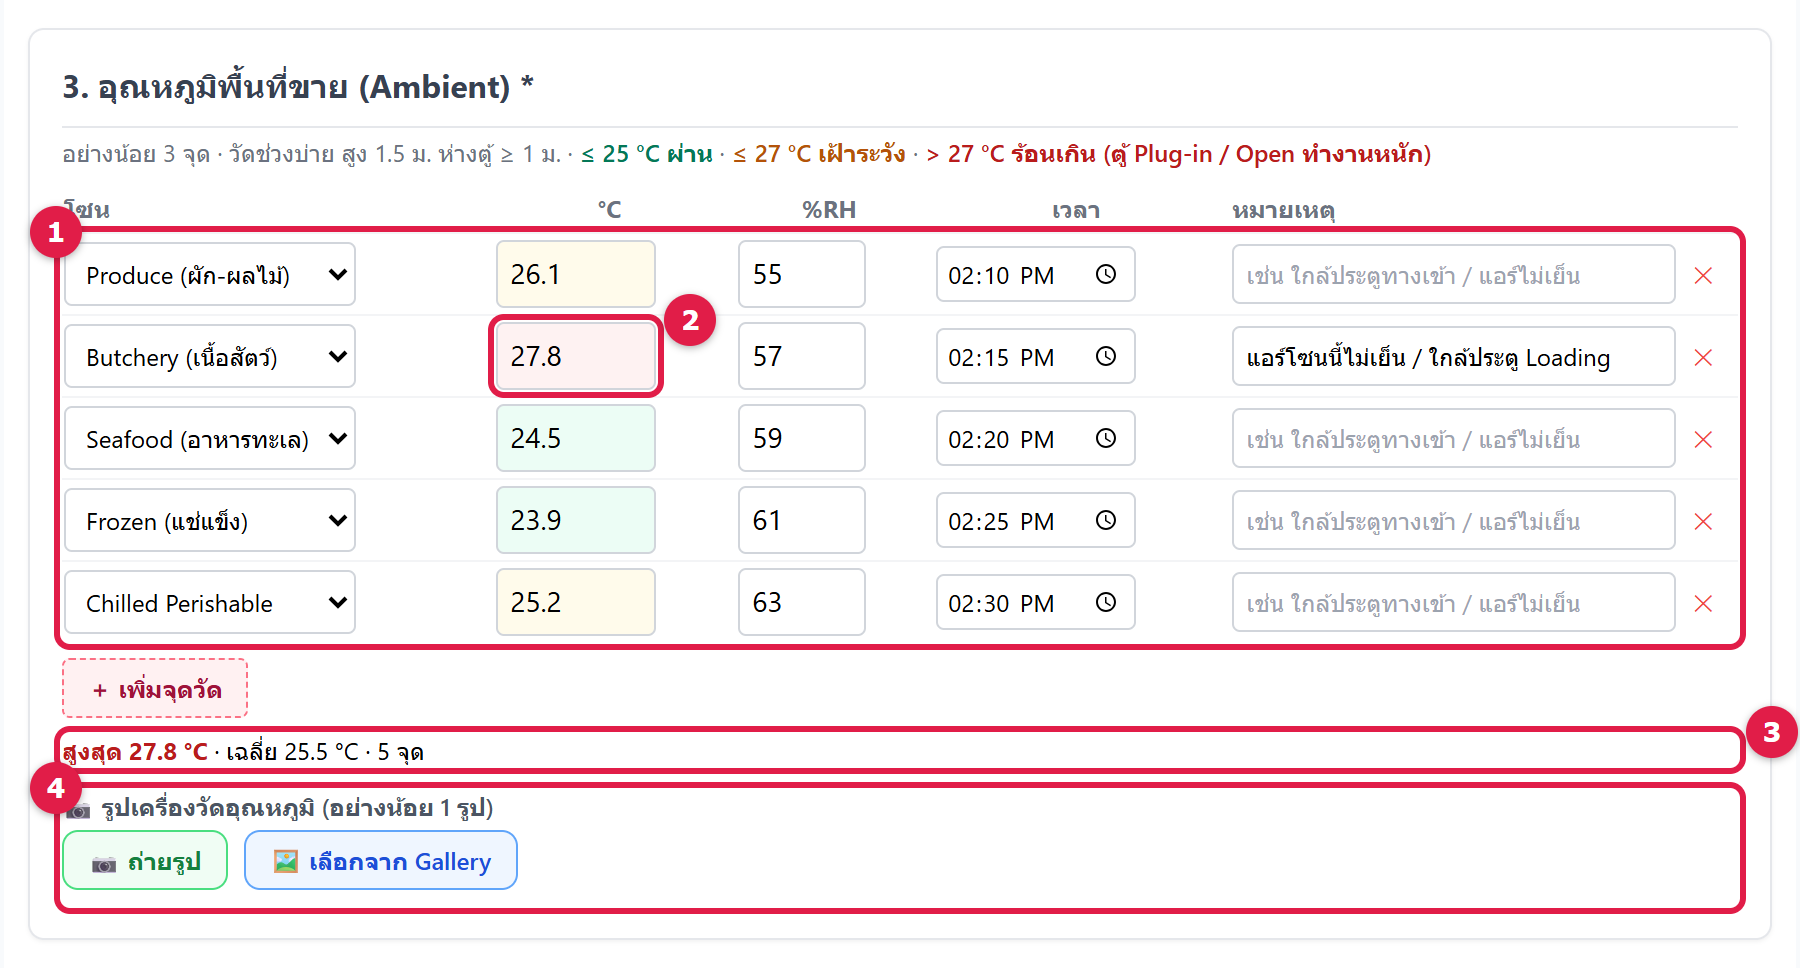 3. อุณหภูมิพื้นที่ขาย (Ambient) *
อย่างน้อย 3 จุด · วัดช่วงบ่าย สูง 1.5 ม. ห่างตู้ ≥ 1 ม. · ≤ 25 °C ผ่าน · ≤ 27 °C เฝ้าระวัง · > 27 °C ร้อนเกิน (ตู้ Plug-in / Open ทำงานหนัก)
โซน °C %RH เวลา หมายเหตุ
1
Produce (ผัก-ผลไม้) 26.1 55 02:10 PM เช่น ใกล้ประตูทางเข้า / แอร์ไม่เย็น
2
Butchery (เนื้อสัตว์) 27.8 57 02:15 PM แอร์โซนนี้ไม่เย็น / ใกล้ประตู Loading
Seafood (อาหารทะเล) 24.5 59 02:20 PM เช่น ใกล้ประตูทางเข้า / แอร์ไม่เย็น
Frozen (แช่แข็ง) 23.9 61 02:25 PM เช่น ใกล้ประตูทางเข้า / แอร์ไม่เย็น
Chilled Perishable 25.2 63 02:30 PM เช่น ใกล้ประตูทางเข้า / แอร์ไม่เย็น
+ เพิ่มจุดวัด
3
สูงสุด 27.8 °C · เฉลี่ย 25.5 °C · 5 จุด
4
รูปเครื่องวัดอุณหภูมิ (อย่างน้อย 1 รูป)
ถ่ายรูป เลือกจาก Gallery